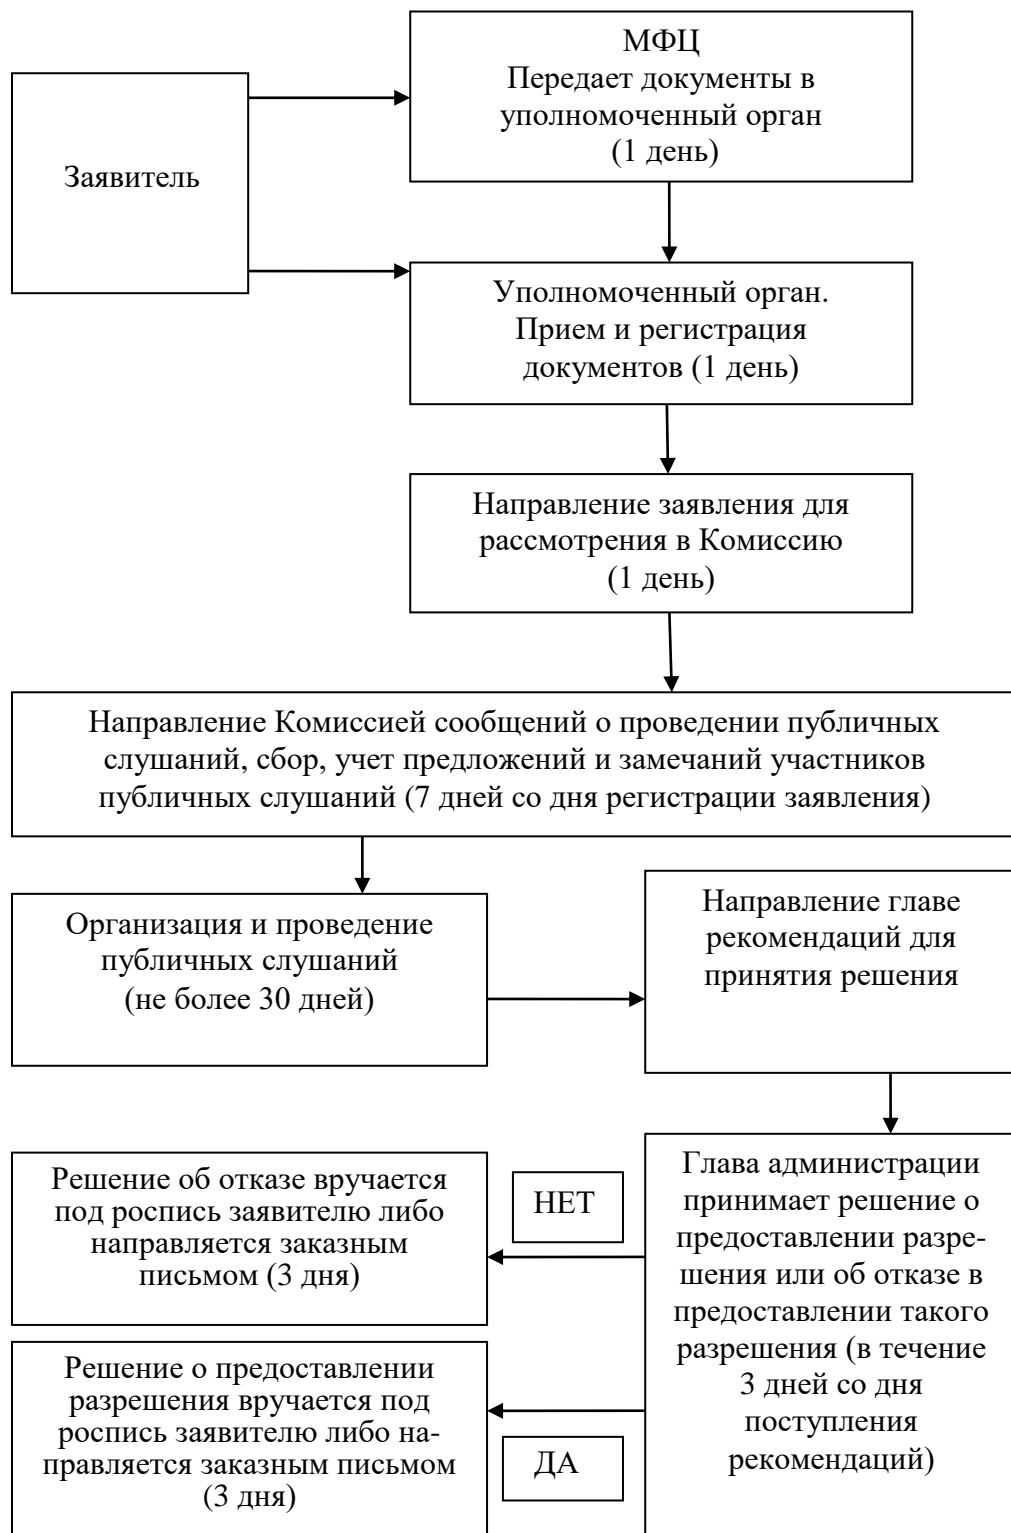 МФЦ
Передает документы в
уполномоченный орган
(1 день)
Заявитель
Уполномоченный орган.
Прием и регистрация
документов (1 день)
Направление заявления для
рассмотрения в Комиссию
(1 день)
Направление Комиссией сообщений о проведении публичных
слушаний, сбор, учет предложений и замечаний участников
публичных слушаний (7 дней со дня регистрации заявления)
Организация и проведение
публичных слушаний
(не более 30 дней)
Направление главе
рекомендаций для
принятия решения
Решение об отказе вручается
под роспись заявителю либо
направляется заказным
письмом (3 дня)
НЕТ
Глава администрации
принимает решение о
предоставлении разре-
шения или об отказе в
предоставлении такого
разрешения (в течение
3 дней со дня
поступления
рекомендаций)
Решение о предоставлении
разрешения вручается под
роспись заявителю либо на-
правляется заказным письмом
(3 дня)
ДА